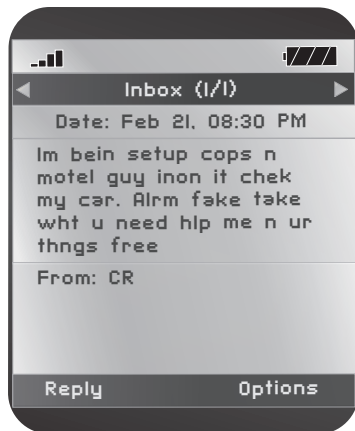 Inbox (1/1)
Date: Feb 21, 08:30 PM
Im bein setup cops n
motel guy inon it chek
my car. Alrm fake take
wht u need hlp me n ur
thngs free
From: CR
Reply Options